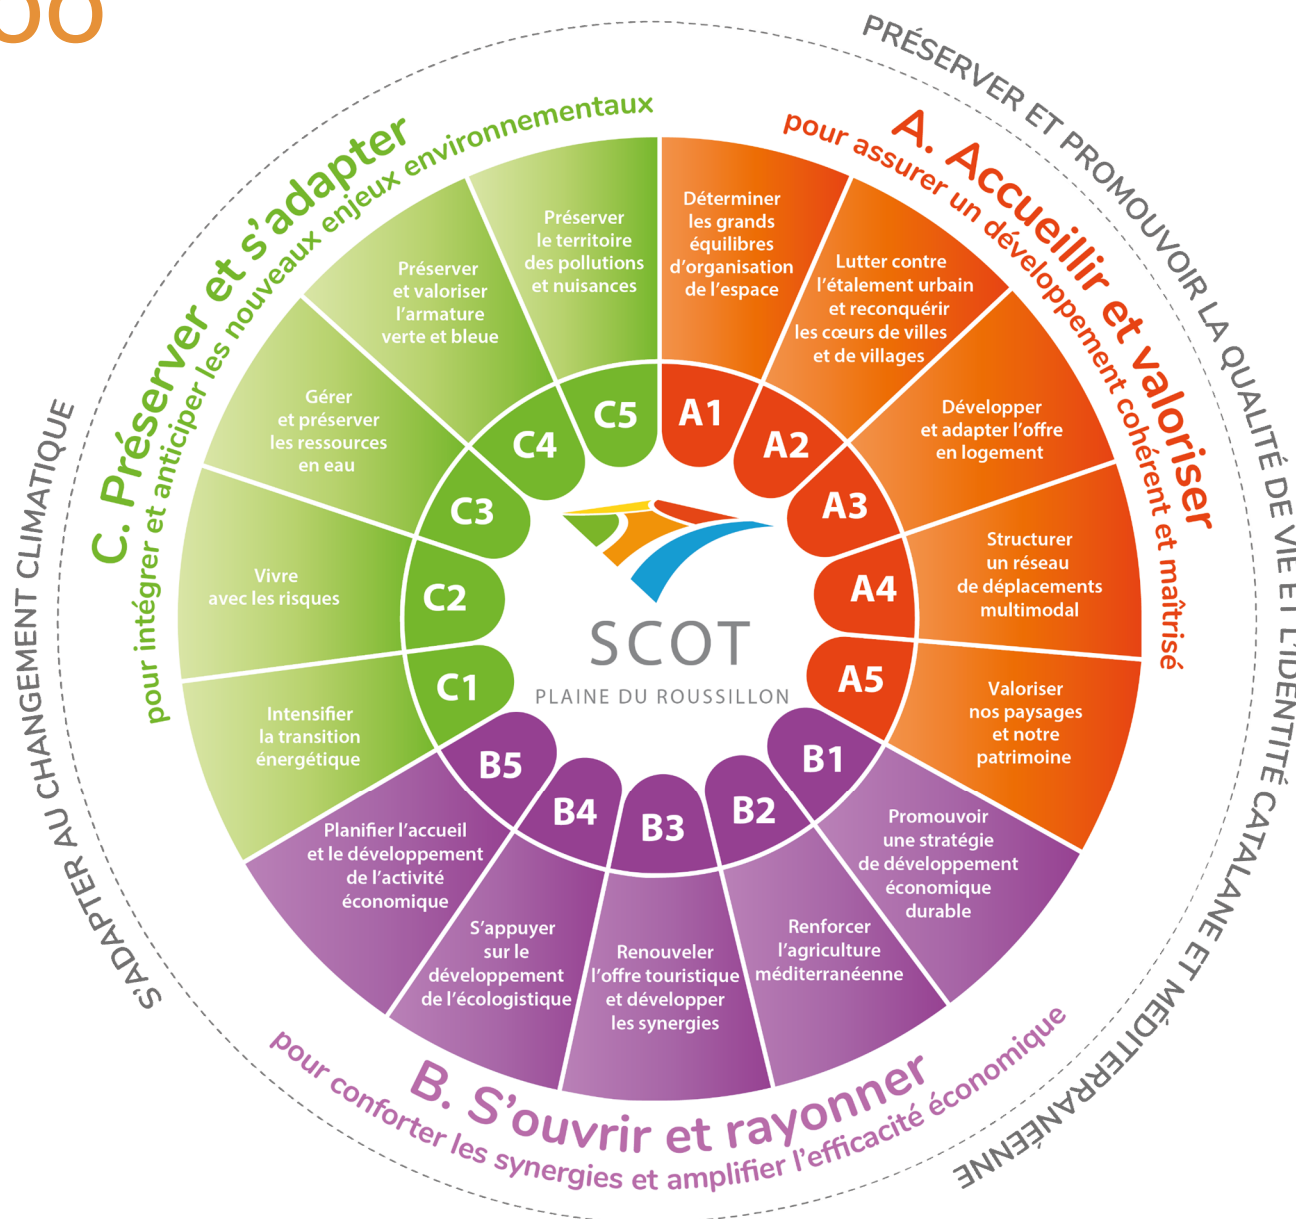 PRÉSERVER ET PROMOUVOIR LA QUALITÉ DE VIE ET L'IDENTITÉ CATALANE ET MÉDITERRANÉENNE
S'ADAPTER AU CHANGEMENT CLIMATIQUE
A. Accueillir et valoriser
pour assurer un développement cohérent et maîtrisé
A1
Déterminer
les grands
équilibres
d'organisation
de l'espace
A2
Lutter contre
l'étalement urbain
et reconquérir
les cœurs de villes
et de villages
A3
Développer
et adapter l'offre
en logement
A4
Structurer
un réseau
de déplacements
multimodal
A5
Valoriser
nos paysages
et notre
patrimoine
B. S'ouvrir et rayonner
pour conforter les synergies et amplifier l'efficacité économique
B1
Promouvoir
une stratégie
de développement
économique
durable
B2
Renforcer
l'agriculture
méditerranéenne
B3
Renouveler
l'offre touristique
et développer
les synergies
B4
S'appuyer
sur le
développement
de l'écologistique
B5
Planifier l'accueil
et le développement
de l'activité
économique
C. Préserver et s'adapter
pour intégrer et anticiper les nouveaux enjeux environnementaux
C1
Intensifier
la transition
énergétique
C2
Vivre
avec les risques
C3
Gérer
et préserver
les ressources
en eau
C4
Préserver
et valoriser
l'armature
verte et bleue
C5
Préserver
le territoire
des pollutions
et nuisances
SCOT
PLAINE DU ROUSSILLON